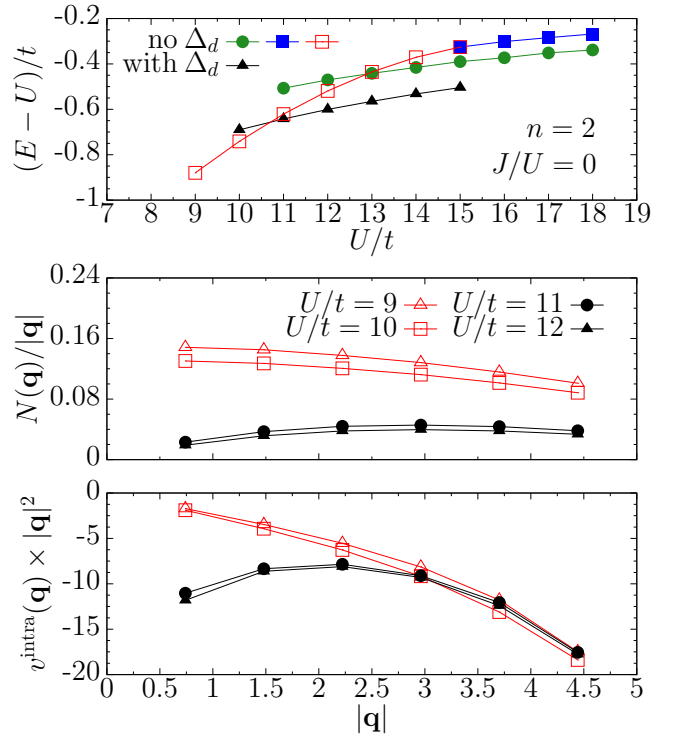 -0.2
-0.4
-0.6
-0.8
-1
(E − U)/t
no Δ_d
with Δ_d
n = 2
J/U = 0
7 8 9 10 11 12 13 14 15 16 17 18 19
U/t
0.24
0.16
0.08
0
N(𝐪)/|𝐪|
U/t = 9 U/t = 11
U/t = 10 U/t = 12
0
-5
-10
-15
-20
v^intra(𝐪) × |𝐪|^2
0 0.5 1 1.5 2 2.5 3 3.5 4 4.5 5
|𝐪|